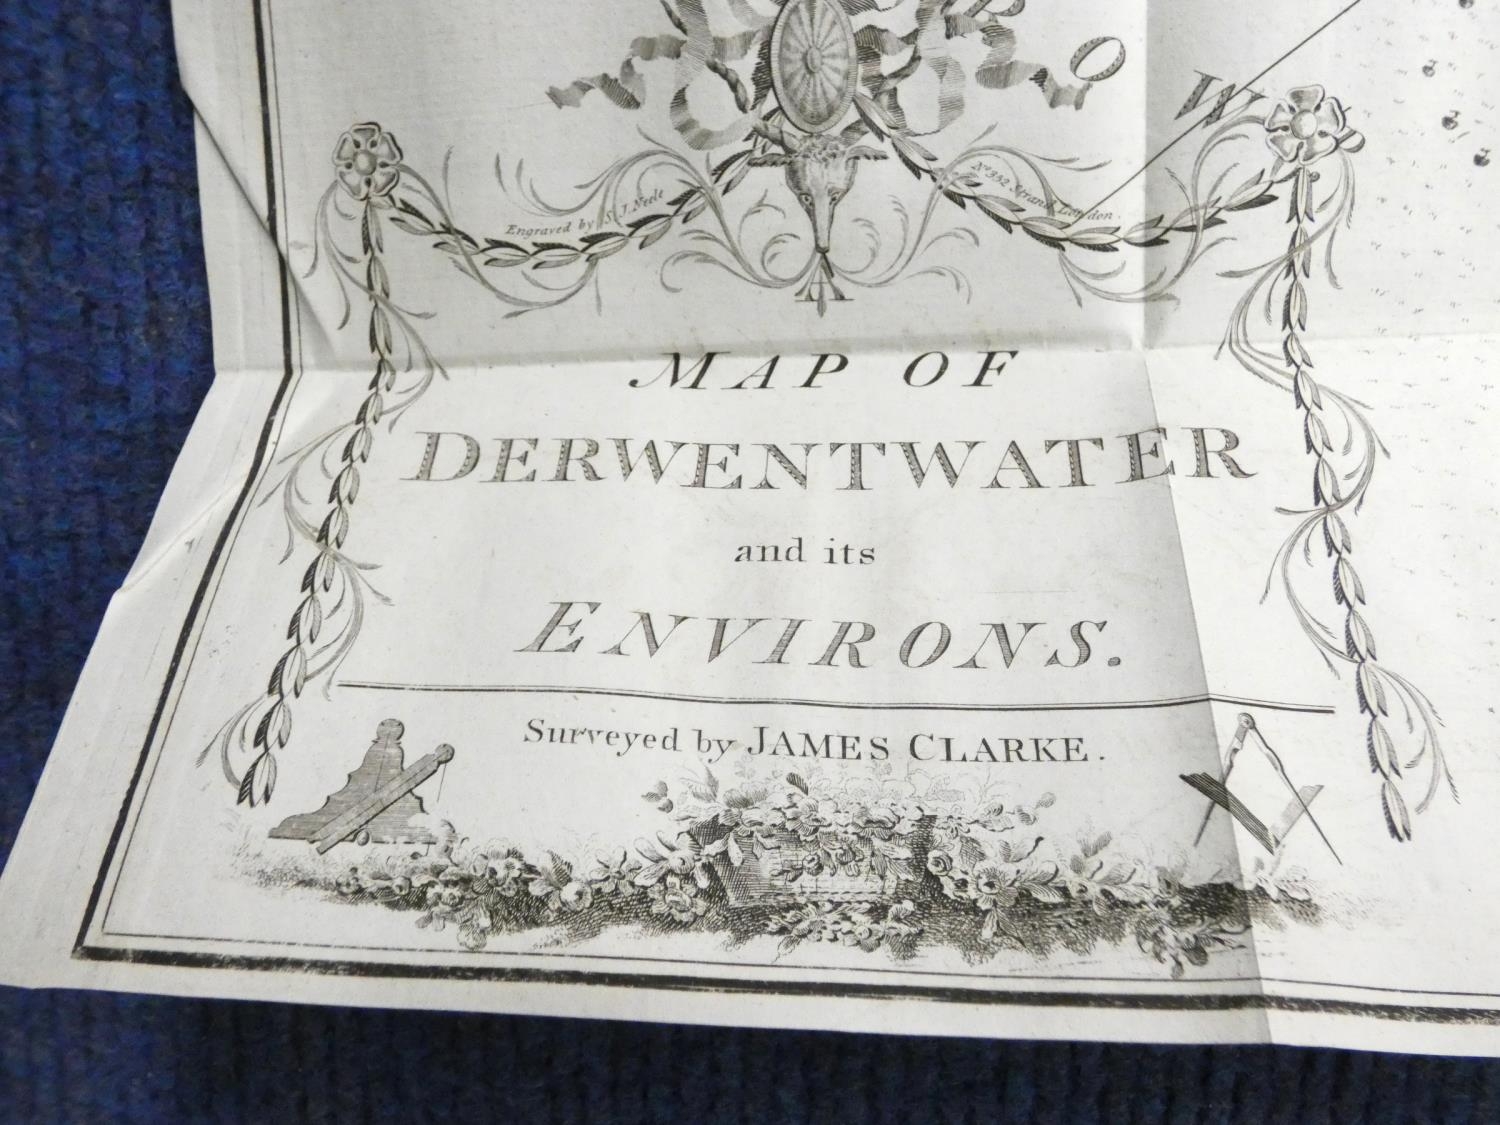 R
O
W
Engraved by S. J. Neele
No. 352 Strand London.
A
MAP OF
DERWENTWATER
and its
ENVIRONS.
Surveyed by JAMES CLARKE.